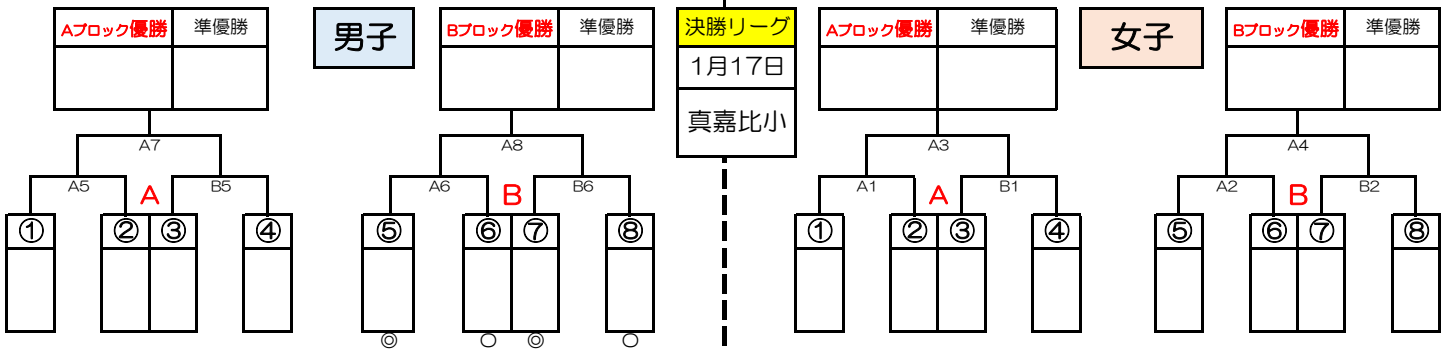 Aブロック優勝 準優勝
男子
Bブロック優勝 準優勝
決勝リーグ
1月17日
真嘉比小
Aブロック優勝 準優勝
女子
Bブロック優勝 準優勝
A7 A8 A3 A4
A5 A B5 A6 B B6 A1 A B1 A2 B B2
① ② ③ ④ ⑤ ⑥ ⑦ ⑧ ① ② ③ ④ ⑤ ⑥ ⑦ ⑧
◎ ○ ◎ ○